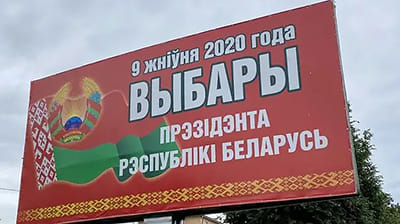 9 жніўня 2020 года
ВЫБАРЫ
ПРЭЗІДЭНТА
РЭСПУБЛІКІ БЕЛАРУСЬ